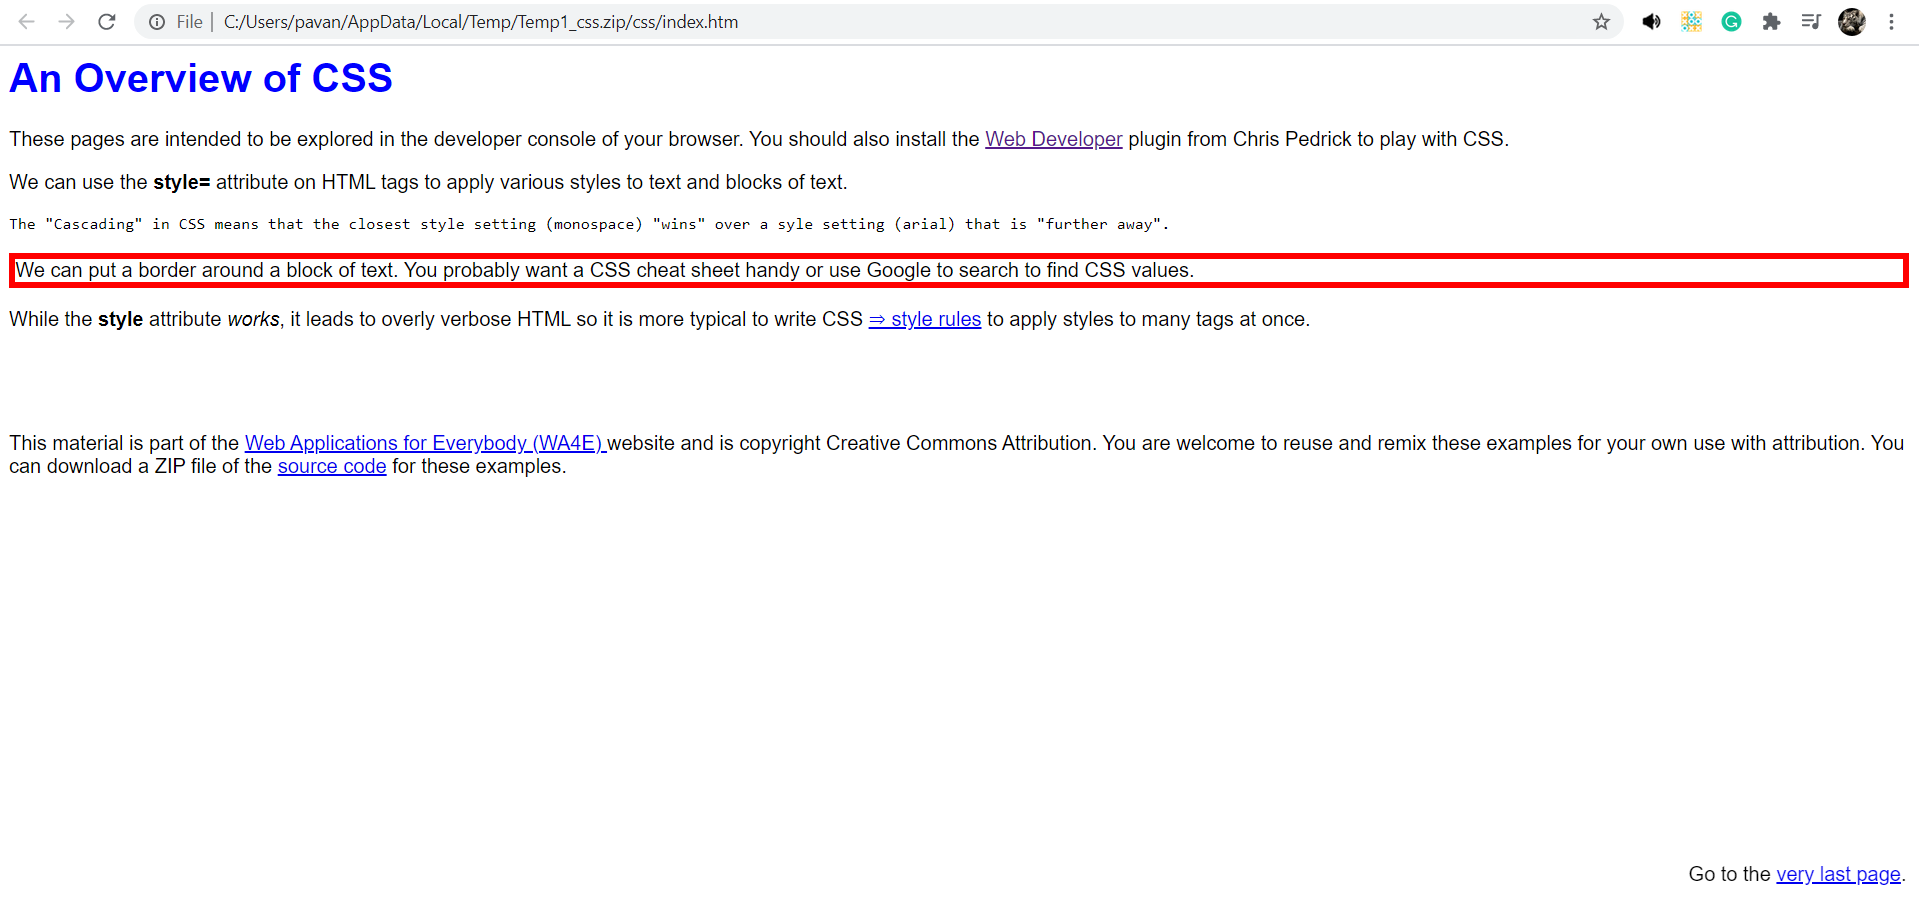 File | C:/Users/pavan/AppData/Local/Temp/Temp1_css.zip/css/index.htm
An Overview of CSS
These pages are intended to be explored in the developer console of your browser. You should also install the Web Developer plugin from Chris Pedrick to play with CSS.
We can use the style= attribute on HTML tags to apply various styles to text and blocks of text.
The "Cascading" in CSS means that the closest style setting (monospace) "wins" over a syle setting (arial) that is "further away".
We can put a border around a block of text. You probably want a CSS cheat sheet handy or use Google to search to find CSS values.
While the style attribute works, it leads to overly verbose HTML so it is more typical to write CSS ⇒ style rules to apply styles to many tags at once.
This material is part of the Web Applications for Everybody (WA4E) website and is copyright Creative Commons Attribution. You are welcome to reuse and remix these examples for your own use with attribution. You
can download a ZIP file of the source code for these examples.
Go to the very last page.